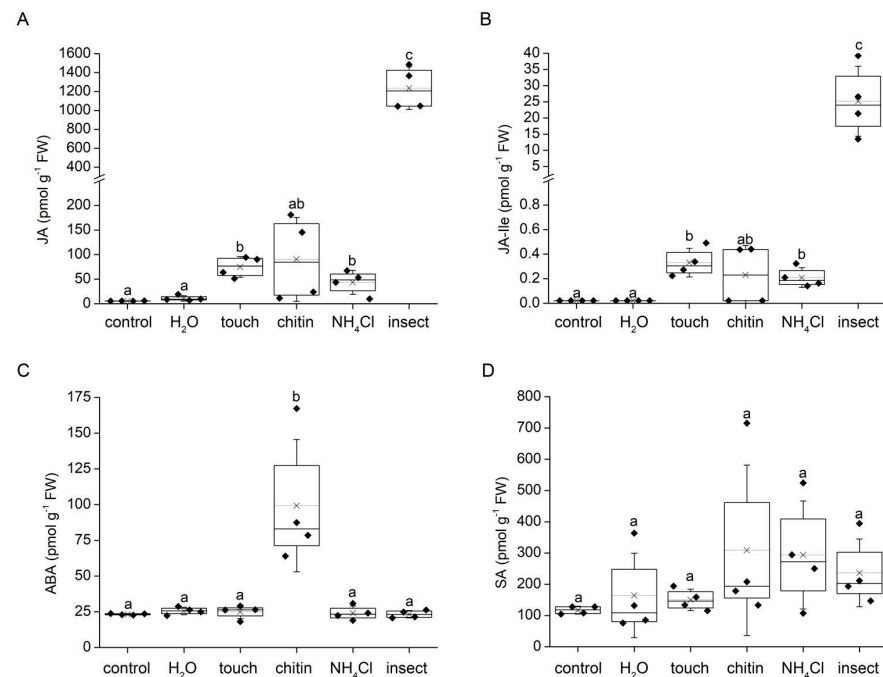 A
JA (pmol g⁻¹ FW)
1600
1400
1200
1000
800
600
400
200
150
100
50
0
a
a
b
ab
b
c
control H₂O touch chitin NH₄Cl insect
B
JA-Ile (pmol g⁻¹ FW)
40
35
30
25
20
15
10
5
0.8
0.6
0.4
0.2
0.0
a
a
b
ab
b
c
control H₂O touch chitin NH₄Cl insect
C
ABA (pmol g⁻¹ FW)
175
150
125
100
75
50
25
0
a
a
a
b
a
a
control H₂O touch chitin NH₄Cl insect
D
SA (pmol g⁻¹ FW)
800
700
600
500
400
300
200
100
0
a
a
a
a
a
a
control H₂O touch chitin NH₄Cl insect